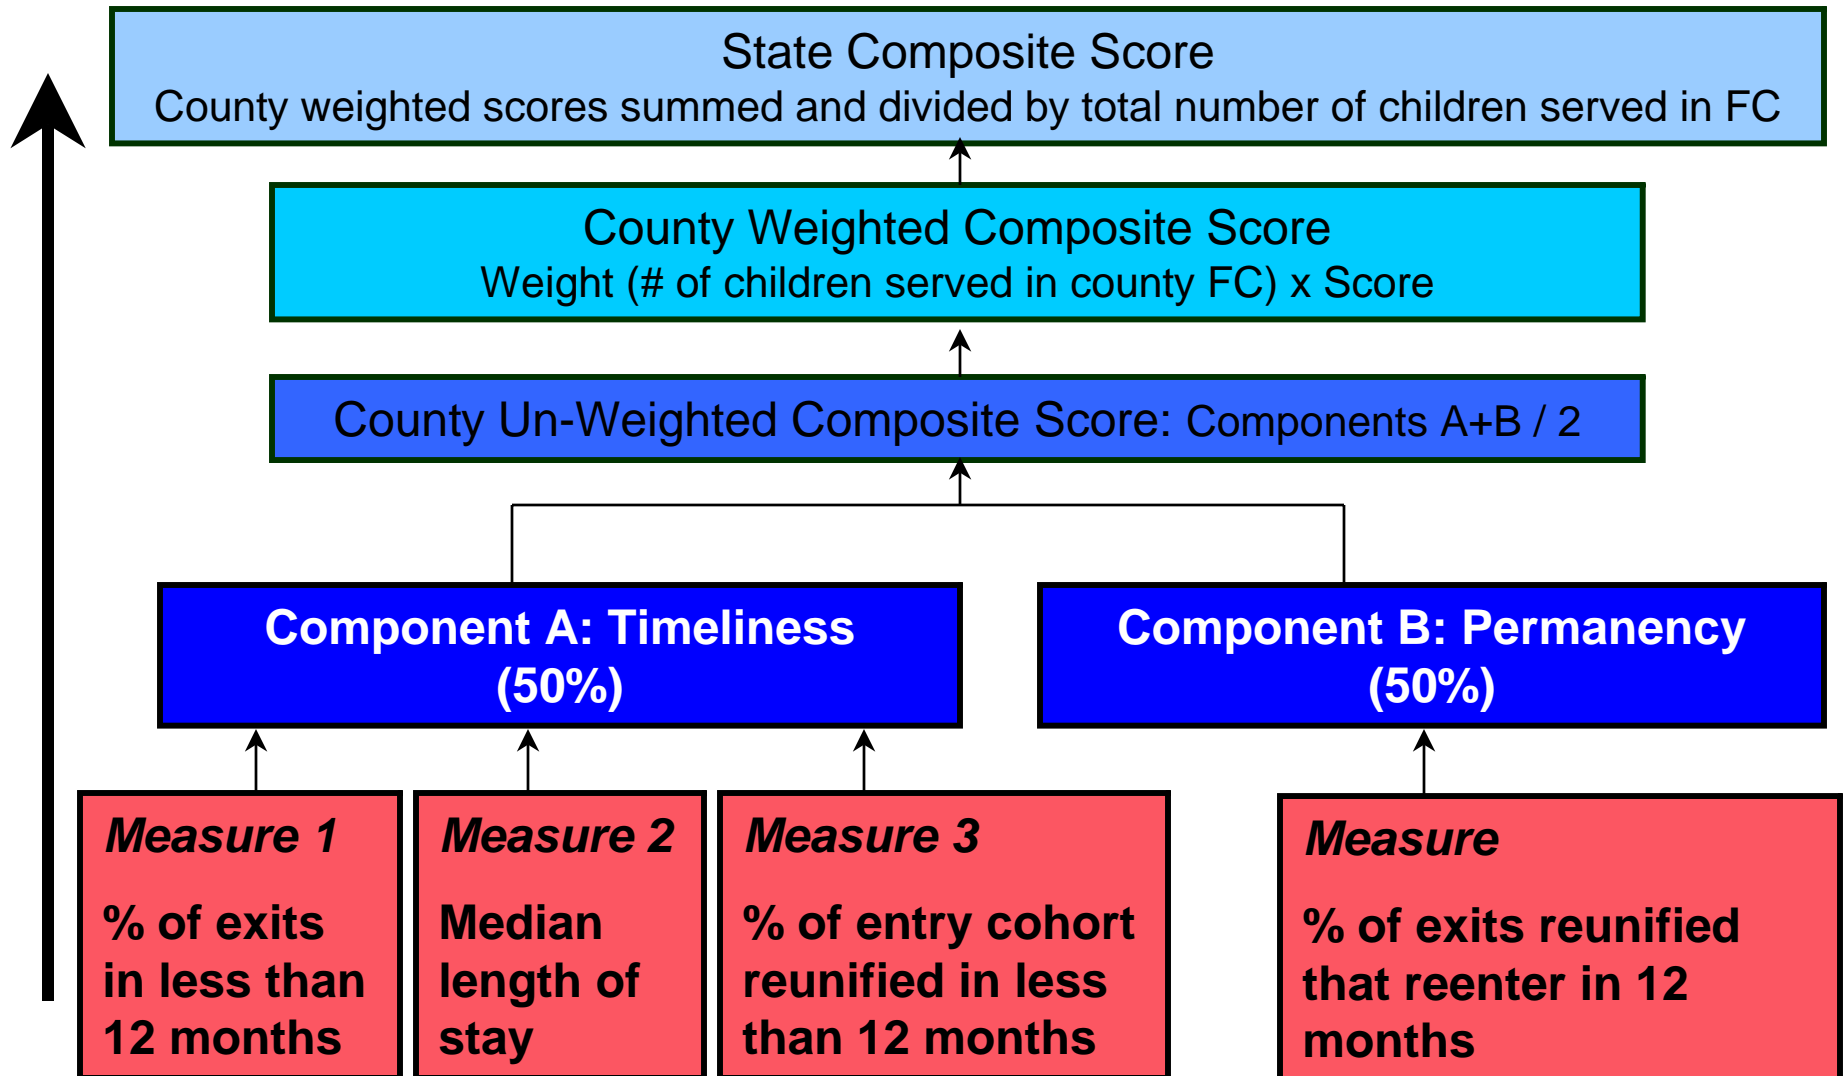 State Composite Score
County weighted scores summed and divided by total number of children served in FC
County Weighted Composite Score
Weight (# of children served in county FC) x Score
County Un-Weighted Composite Score: Components A+B / 2
Component A: Timeliness
(50%)
Component B: Permanency
(50%)
Measure 1
% of exits
in less than
12 months
Measure 2
Median
length of
stay
Measure 3
% of entry cohort
reunified in less
than 12 months
Measure
% of exits reunified
that reenter in 12
months